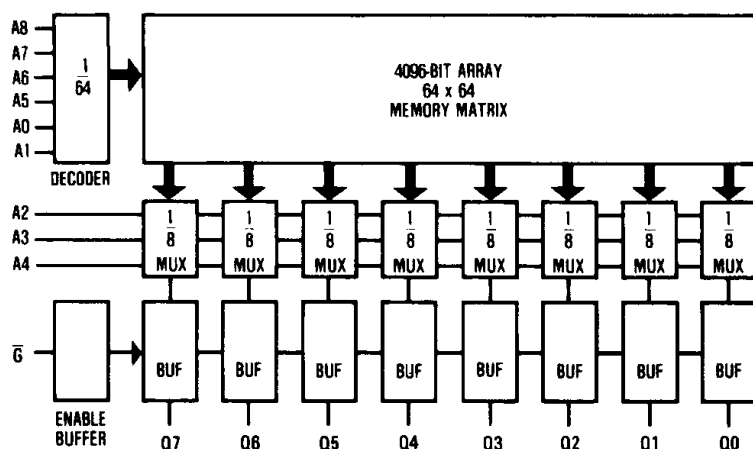 A8
A7
A6
A5
A0
A1
1
64
DECODER
4096-BIT ARRAY
64 x 64
MEMORY MATRIX
A2
A3
A4
1
8
MUX
1
8
MUX
1
8
MUX
1
8
MUX
1
8
MUX
1
8
MUX
1
8
MUX
1
8
MUX
G̅
ENABLE
BUFFER
BUF
BUF
BUF
BUF
BUF
BUF
BUF
BUF
Q7 Q6 Q5 Q4 Q3 Q2 Q1 Q0